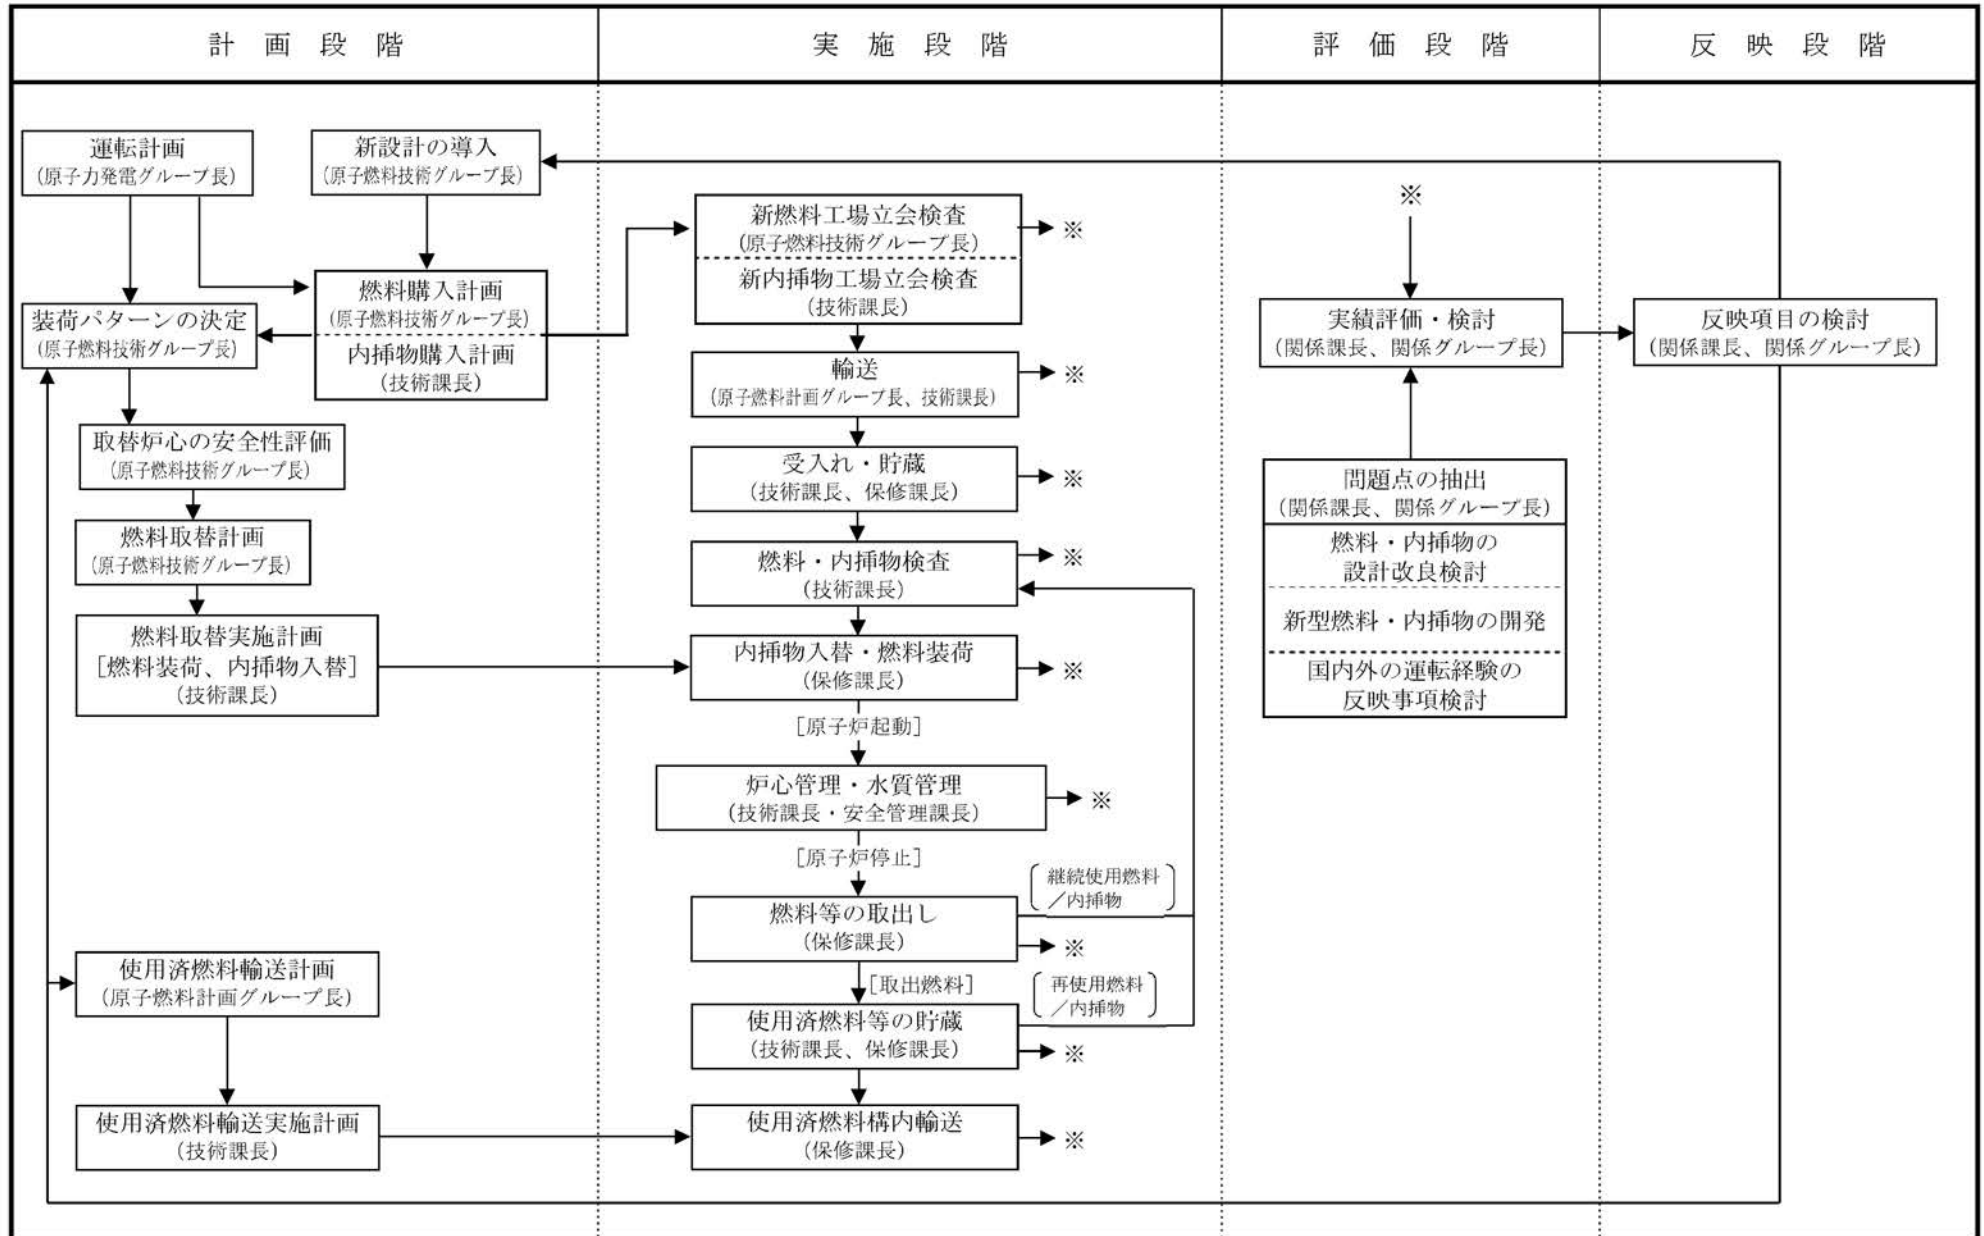 計画段階
実施段階
評価段階
反映段階
運転計画
(原子力発電グループ長)
新設計の導入
(原子燃料技術グループ長)
燃料購入計画
(原子燃料技術グループ長)
内挿物購入計画
(技術課長)
装荷パターンの決定
(原子燃料技術グループ長)
取替炉心の安全性評価
(原子燃料技術グループ長)
燃料取替計画
(原子燃料技術グループ長)
燃料取替実施計画
[燃料装荷、内挿物入替]
(技術課長)
使用済燃料輸送計画
(原子燃料計画グループ長)
使用済燃料輸送実施計画
(技術課長)
新燃料工場立会検査
(原子燃料技術グループ長)
※
新内挿物工場立会検査
(技術課長)
輸送
※
(原子燃料計画グループ長、技術課長)
受入れ・貯蔵
※
(技術課長、保修課長)
燃料・内挿物検査
※
(技術課長)
内挿物入替・燃料装荷
※
(保修課長)
[原子炉起動]
炉心管理・水質管理
※
(技術課長・安全管理課長)
[原子炉停止]
継続使用燃料
/内挿物
燃料等の取出し
(保修課長)
※
[取出燃料]
再使用燃料
/内挿物
使用済燃料等の貯蔵
(技術課長、保修課長)
※
使用済燃料構内輸送
※
(保修課長)
※
実績評価・検討
(関係課長、関係グループ長)
問題点の抽出
(関係課長、関係グループ長)
燃料・内挿物の
設計改良検討
新型燃料・内挿物の開発
国内外の運転経験の
反映事項検討
反映項目の検討
(関係課長、関係グループ長)